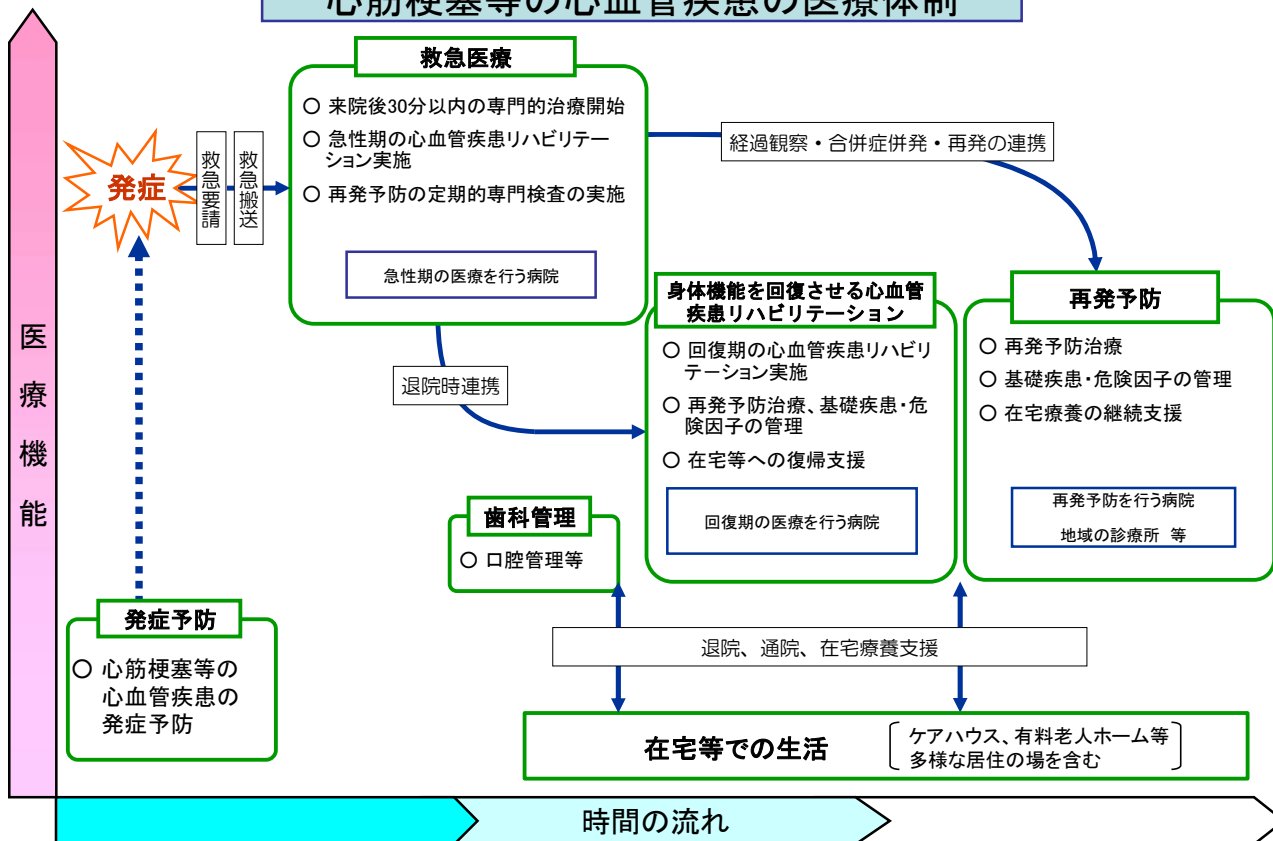 心筋梗塞等の心血管疾患の医療体制
救急医療
○ 来院後30分以内の専門的治療開始
○ 急性期の心血管疾患リハビリテー
ション実施
○ 再発予防の定期的専門検査の実施
急性期の医療を行う病院
発症
救急要請
救急搬送
経過観察・合併症併発・再発の連携
退院時連携
身体機能を回復させる心血管
疾患リハビリテーション
○ 回復期の心血管疾患リハビリ
テーション実施
○ 再発予防治療、基礎疾患・危
険因子の管理
○ 在宅等への復帰支援
回復期の医療を行う病院
再発予防
○ 再発予防治療
○ 基礎疾患・危険因子の管理
○ 在宅療養の継続支援
再発予防を行う病院
地域の診療所 等
歯科管理
○ 口腔管理等
発症予防
○ 心筋梗塞等の
心血管疾患の
発症予防
退院、通院、在宅療養支援
在宅等での生活
ケアハウス、有料老人ホーム等
多様な居住の場を含む
医療機能
時間の流れ